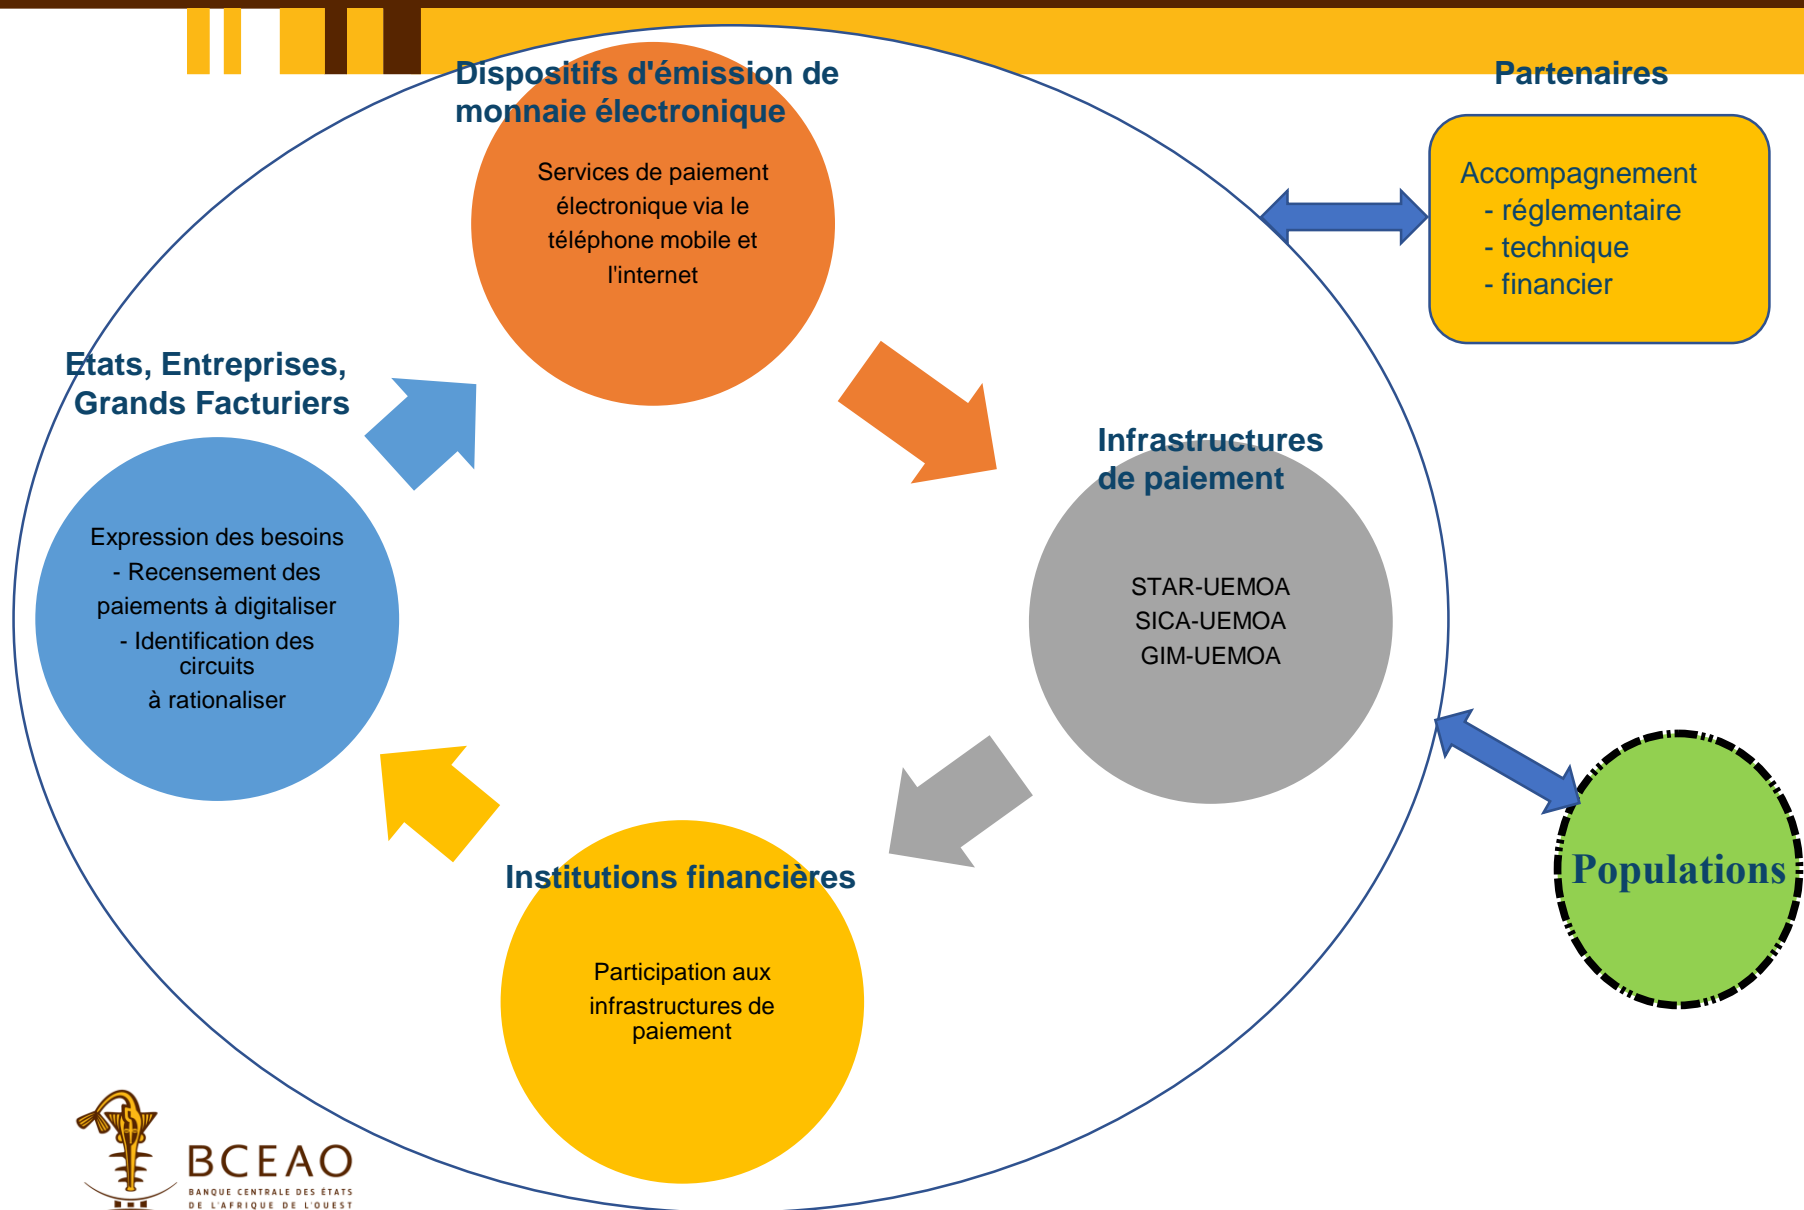 Dispositifs d'émission de
monnaie électronique
Services de paiement
électronique via le
téléphone mobile et
l'internet
Partenaires
Accompagnement
- réglementaire
- technique
- financier
Etats, Entreprises,
Grands Facturiers
Expression des besoins
- Recensement des
paiements à digitaliser
- Identification des
circuits
à rationaliser
Infrastructures
de paiement
STAR-UEMOA
SICA-UEMOA
GIM-UEMOA
Institutions financières
Participation aux
infrastructures de
paiement
Populations
BCEAO
BANQUE CENTRALE DES ÉTATS
DE L'AFRIQUE DE L'OUEST